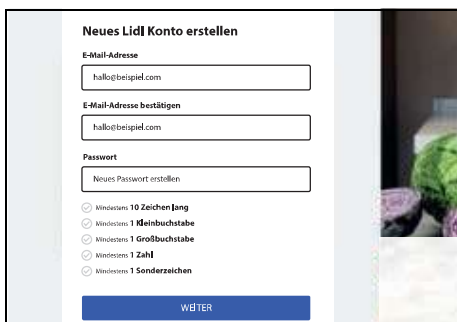 Neues Lidl Konto erstellen
E-Mail-Adresse
hallo@beispiel.com
E-Mail-Adresse bestätigen
hallo@beispiel.com
Passwort
Neues Passwort erstellen
Mindestens 10 Zeichen lang
Mindestens 1 Kleinbuchstabe
Mindestens 1 Großbuchstabe
Mindestens 1 Zahl
Mindestens 1 Sonderzeichen
WEITER